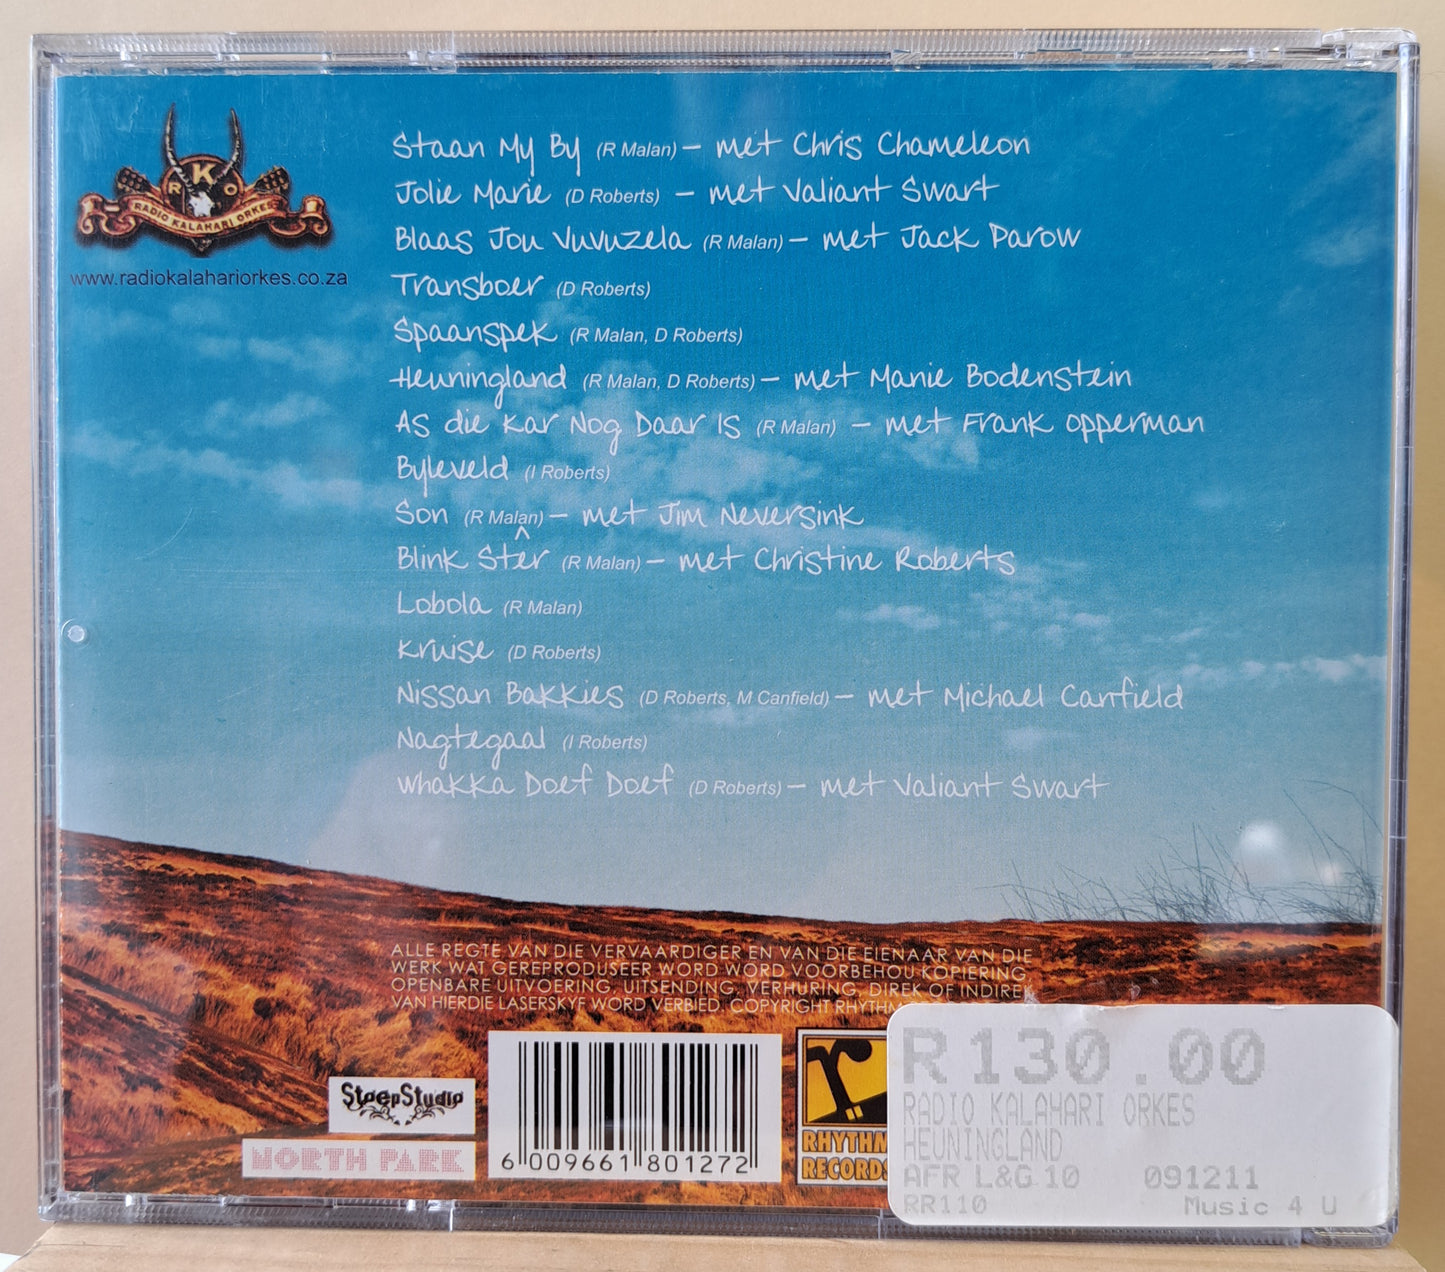 R K O
RADIO KALAHARI ORKES
www.radiokalahariorkes.co.za
Staan My By (R Malan) – met Chris Chameleon
Jolie Marie (D Roberts) – met Valiant Swart
Blaas Jou Vuvuzela (R Malan) – met Jack Parow
Transboer (D Roberts)
Spaanspek (R Malan, D Roberts)
Heuningland (R Malan, D Roberts) – met Manie Bodenstein
As die Kar Nog Daar Is (R Malan) – met Frank Opperman
Byleveld (I Roberts)
Son (R Malan) – met Jim Neversink
Blink Stêr (R Malan) – met Christine Roberts
Lobola (R Malan)
Kruise (D Roberts)
Nissan Bakkies (D Roberts, M Canfield) – met Michael Canfield
Nagtegaal (I Roberts)
Whakka Doef Doef (D Roberts) – met Valiant Swart
ALLE REGTE VAN DIE VERVAARDIGER EN VAN DIE EIENAAR VAN DIE
WERK WAT GEREPRODUSEER WORD WORD VOORBEHOU KOPIERING,
OPENBARE UITVOERING, UITSENDING, VERHURING, DIREK OF INDIREK
VAN HIERDIE LASERSKYF WORD VERBIED. COPYRIGHT RHYTHM
StoepStudio
NORTH PARK
6 009661 801272
RHYTHM
RECORDS
R130.00
RADIO KALAHARI ORKES
HEUNINGLAND
AFR L&G 10 091211
RR110 Music 4 U